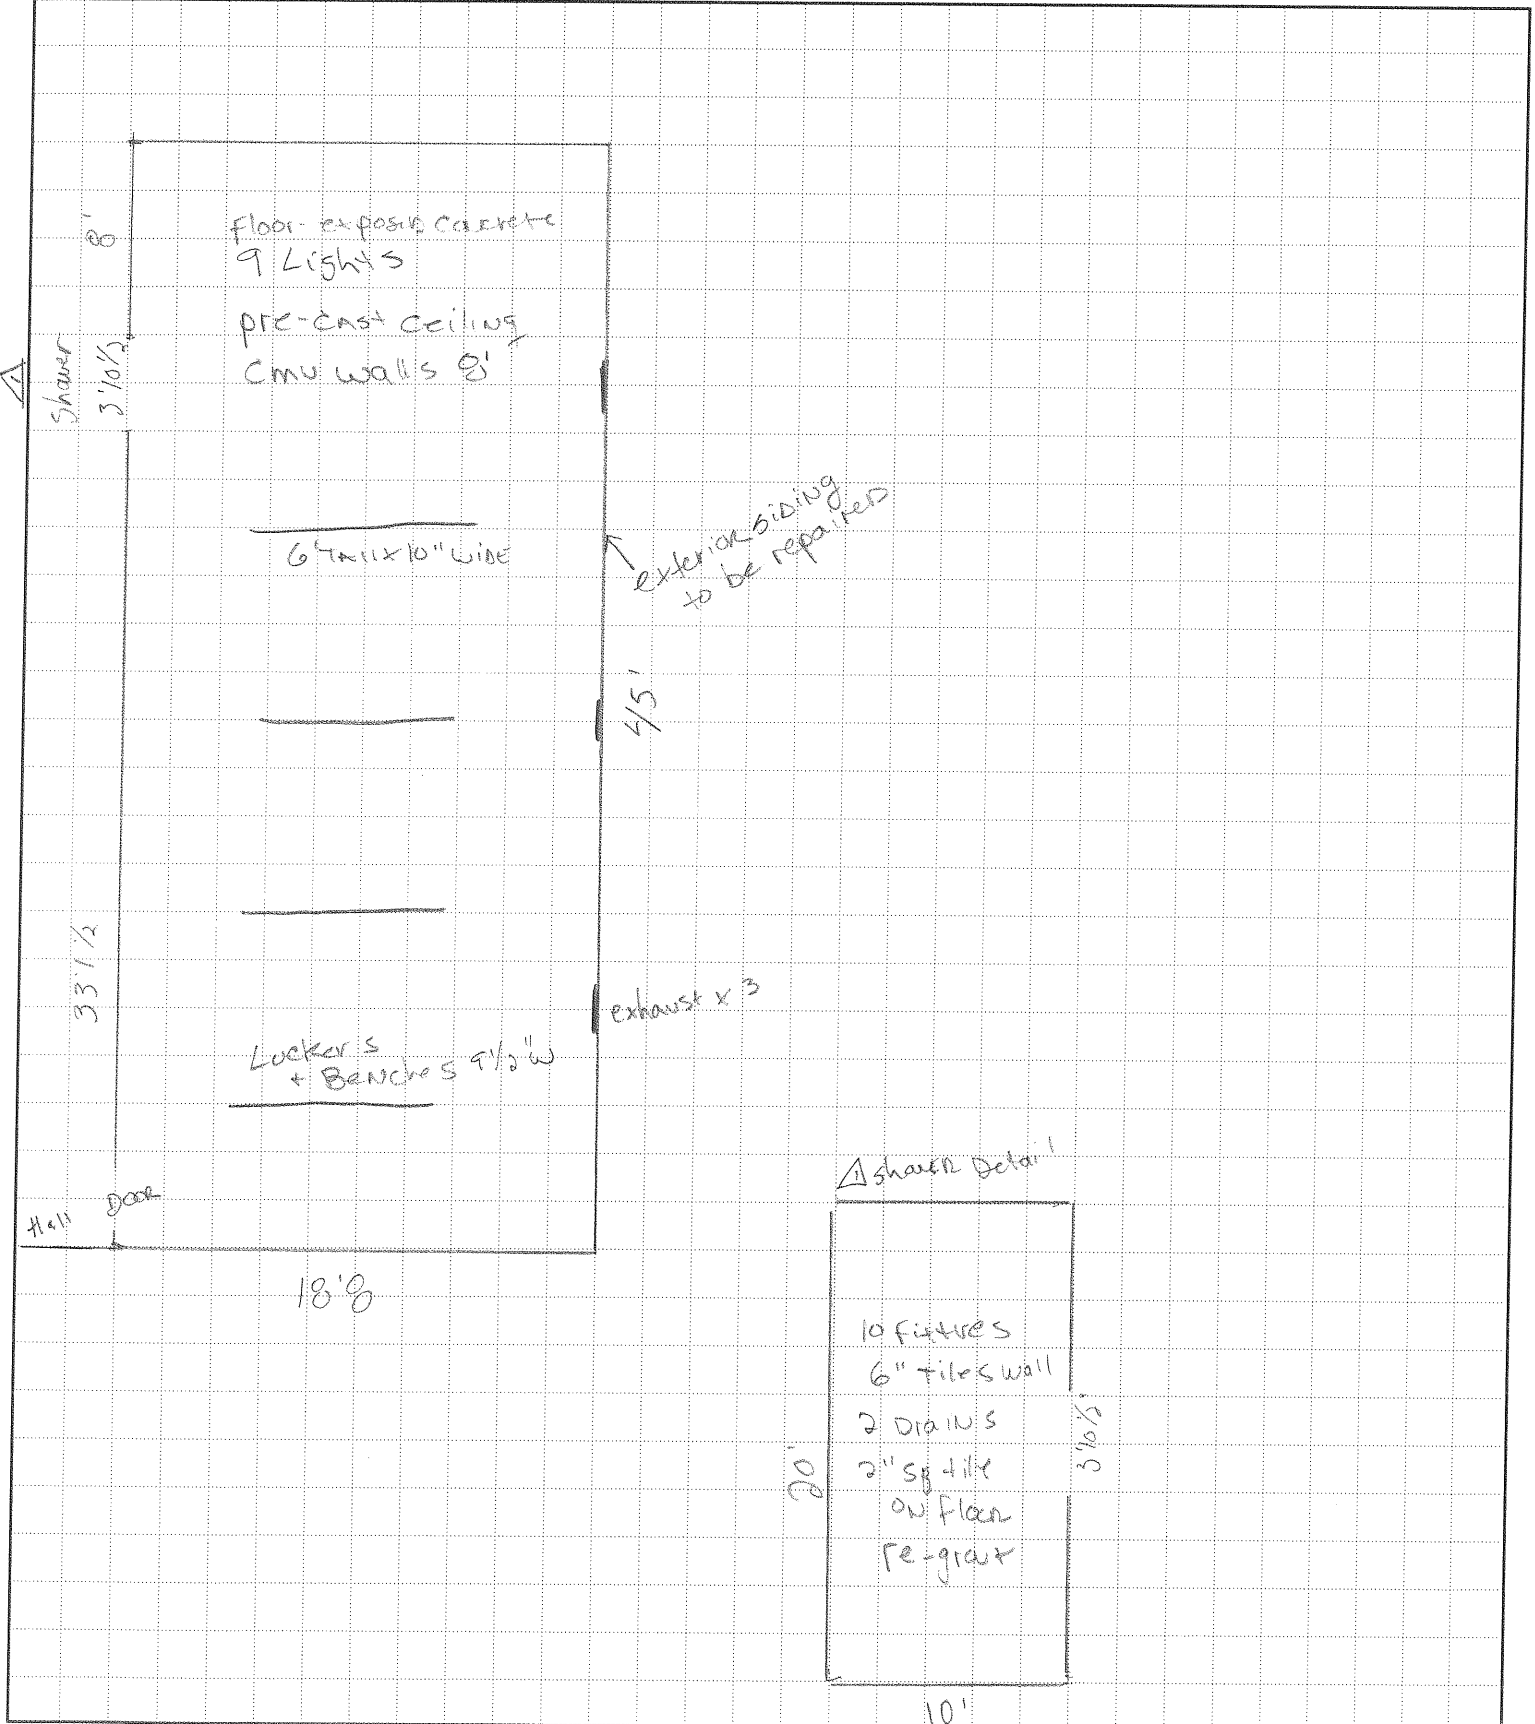 Floor-exposed concrete
9 Lights
pre-cast ceiling
Cmu walls 8'
8'
Shower
3'10½
1
6' Tall x 10" wide
exterior siding
to be repaired
45'
33'1½
exhaust x 3
Lockers
+ Benches 9½" W
Door
Hall
18'8
1 shower Detail
10 fixtures
6" tiles wall
2 Drains
2" sq tile
on floor
re-grout
20'
3'10½'
10'